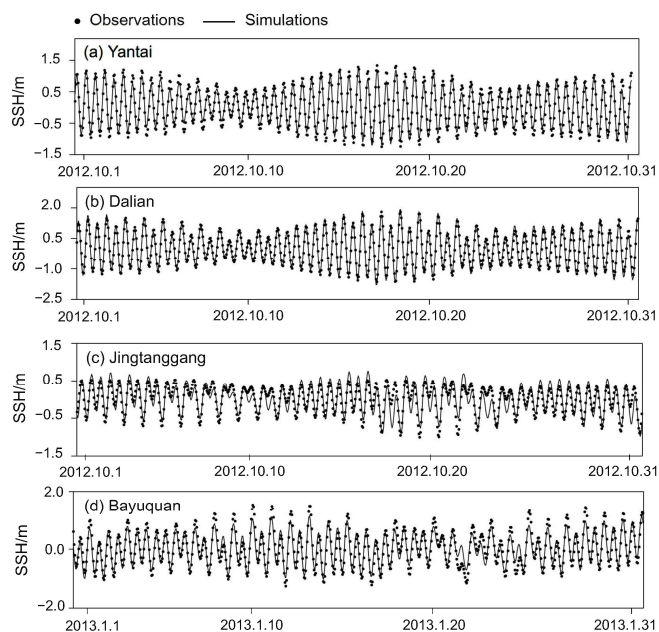 Observations Simulations
(a) Yantai
SSH/m
1.5
0.5
−0.5
−1.5
2012.10.1 2012.10.10 2012.10.20 2012.10.31
(b) Dalian
SSH/m
2.0
0.5
−1.0
−2.5
2012.10.1 2012.10.10 2012.10.20 2012.10.31
(c) Jingtanggang
SSH/m
1.5
0.5
−0.5
−1.5
2012.10.1 2012.10.10 2012.10.20 2012.10.31
(d) Bayuquan
SSH/m
2.0
0.0
−2.0
2013.1.1 2013.1.10 2013.1.20 2013.1.31